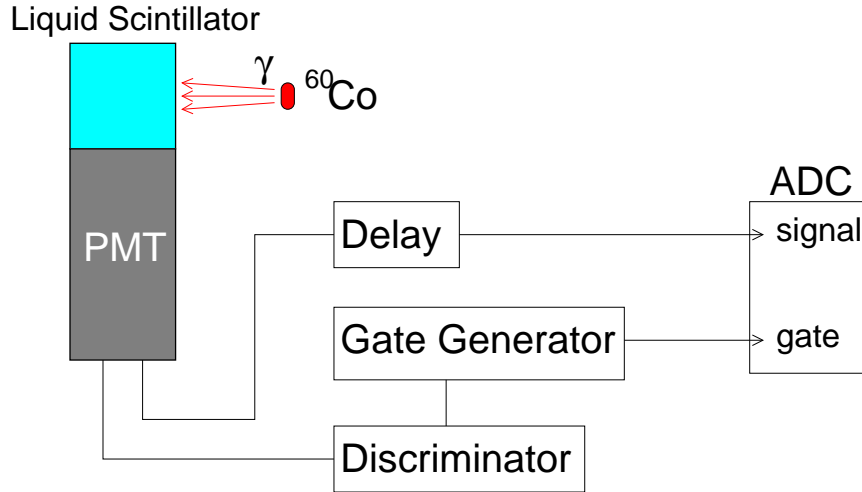 Liquid Scintillator
γ
⁶⁰Co
ADC
PMT
Delay
signal
Gate Generator
gate
Discriminator